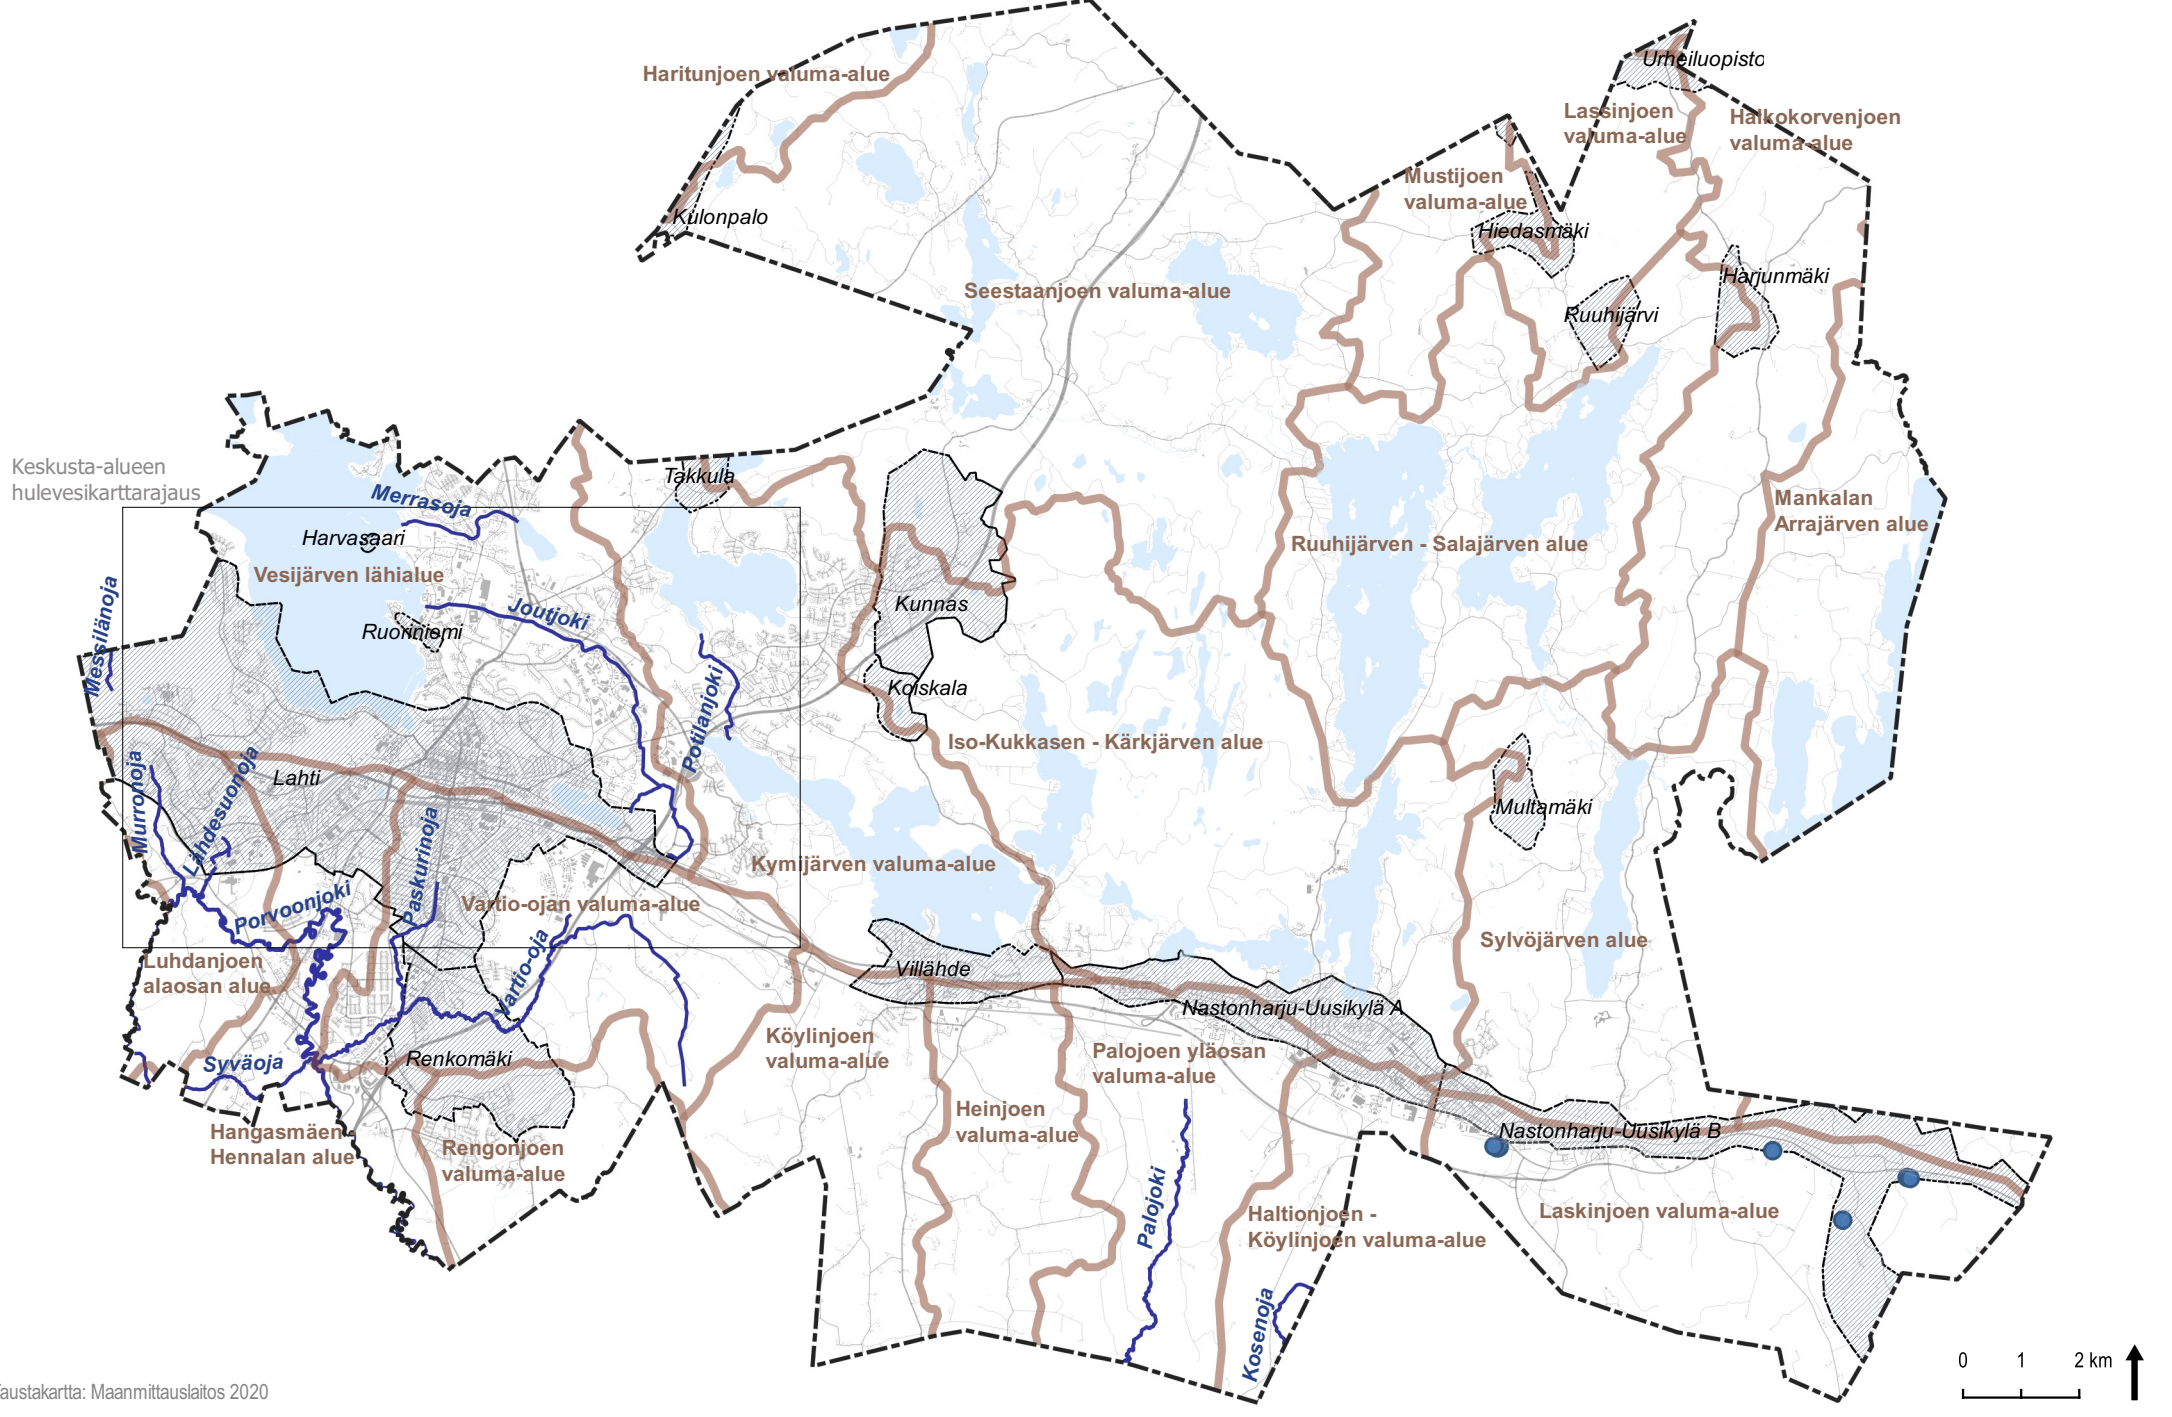 Urheiluopisto
Haritunjoen valuma-alue
Lassinjoen
valuma-alue
Halkokorvenjoen
valuma-alue
Mustijoen
valuma-alue
Kulonpalo
Hiedasmäki
Harjunmäki
Seestaanjoen valuma-alue
Ruuhijärvi
Keskusta-alueen
hulevesikarttarajaus
Takkula
Merrasoja
Mankalan
Arrajärven alue
Harvasaari
Ruuhijärven - Salajärven alue
Vesijärven lähialue
Messilänoja
Joutjoki
Kunnas
Ruoriniemi
Koiskala
Potilanjoki
Iso-Kukkasen - Kärkjärven alue
Lahti
Murronoja
Lähdesuonoja
Multamäki
Paskurinoja
Kymijärven valuma-alue
Porvoonjoki
Vartio-ojan valuma-alue
Sylvöjärven alue
Luhdanjoen
alaosan alue
Vartio-oja
Villähde
Nastonharju-Uusikylä A
Köylinjoen
valuma-alue
Palojoen yläosan
valuma-alue
Syväoja
Renkomäki
Heinjoen
valuma-alue
Hangasmäen -
Hennalan alue
Rengonjoen
valuma-alue
Nastonharju-Uusikylä B
Palojoki
Haltionjoen -
Köylinjoen valuma-alue
Laskinjoen valuma-alue
Kosenoja
0 1 2 km
Taustakartta: Maanmittauslaitos 2020